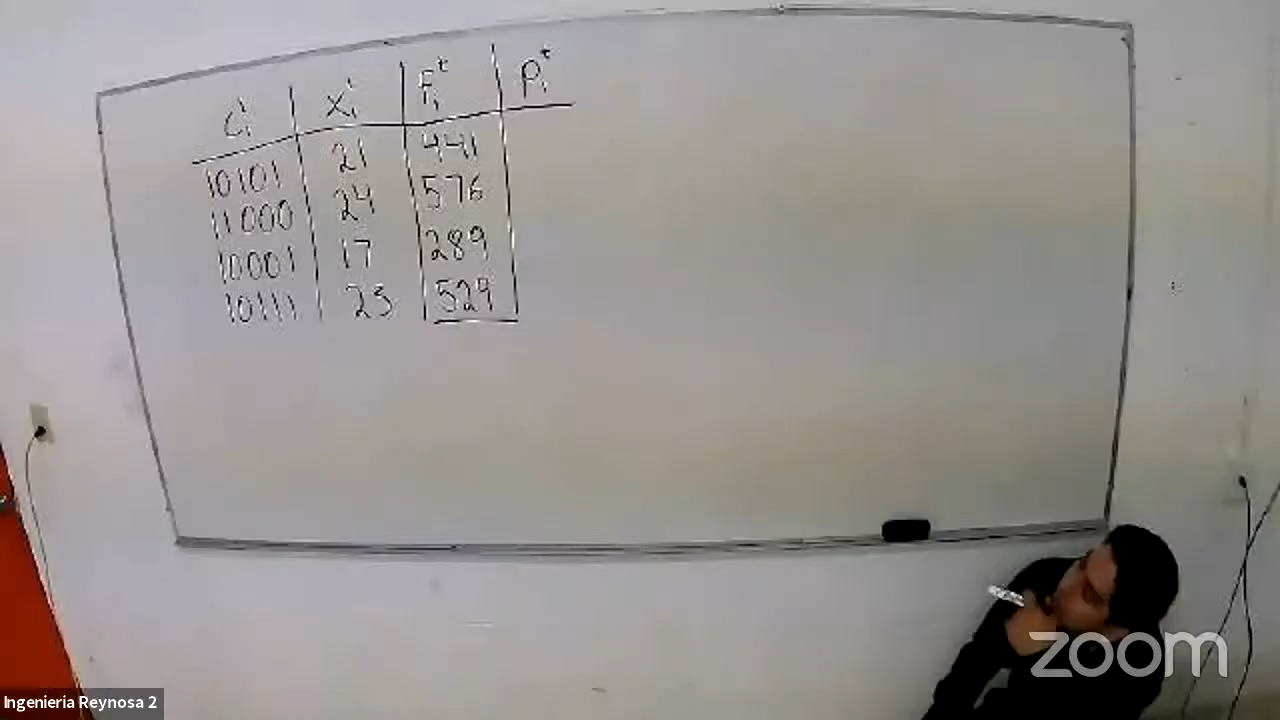 Ci Xi^t Fi^t Pi^t
10101 21 441
11000 24 576
10001 17 289
10111 23 529
zoom
Ingenieria Reynosa 2